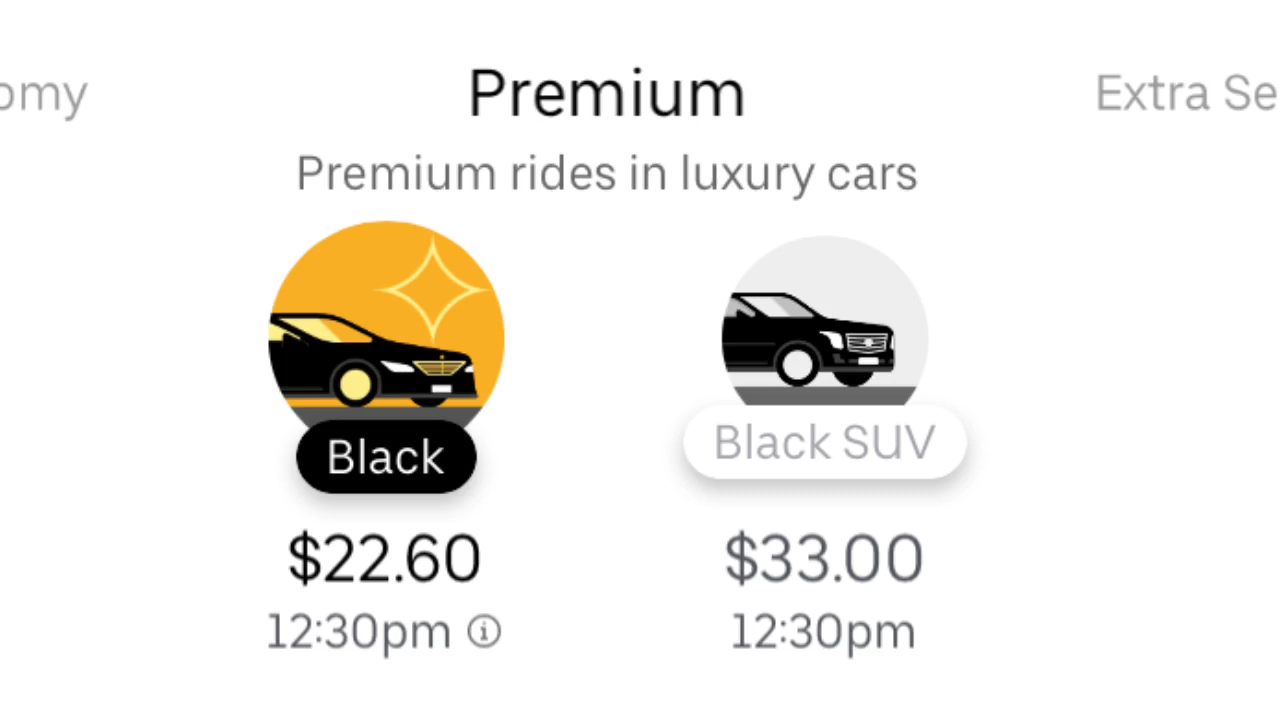 omy
Premium
Extra Se
Premium rides in luxury cars
Black
Black SUV
$22.60
$33.00
12:30pm
12:30pm